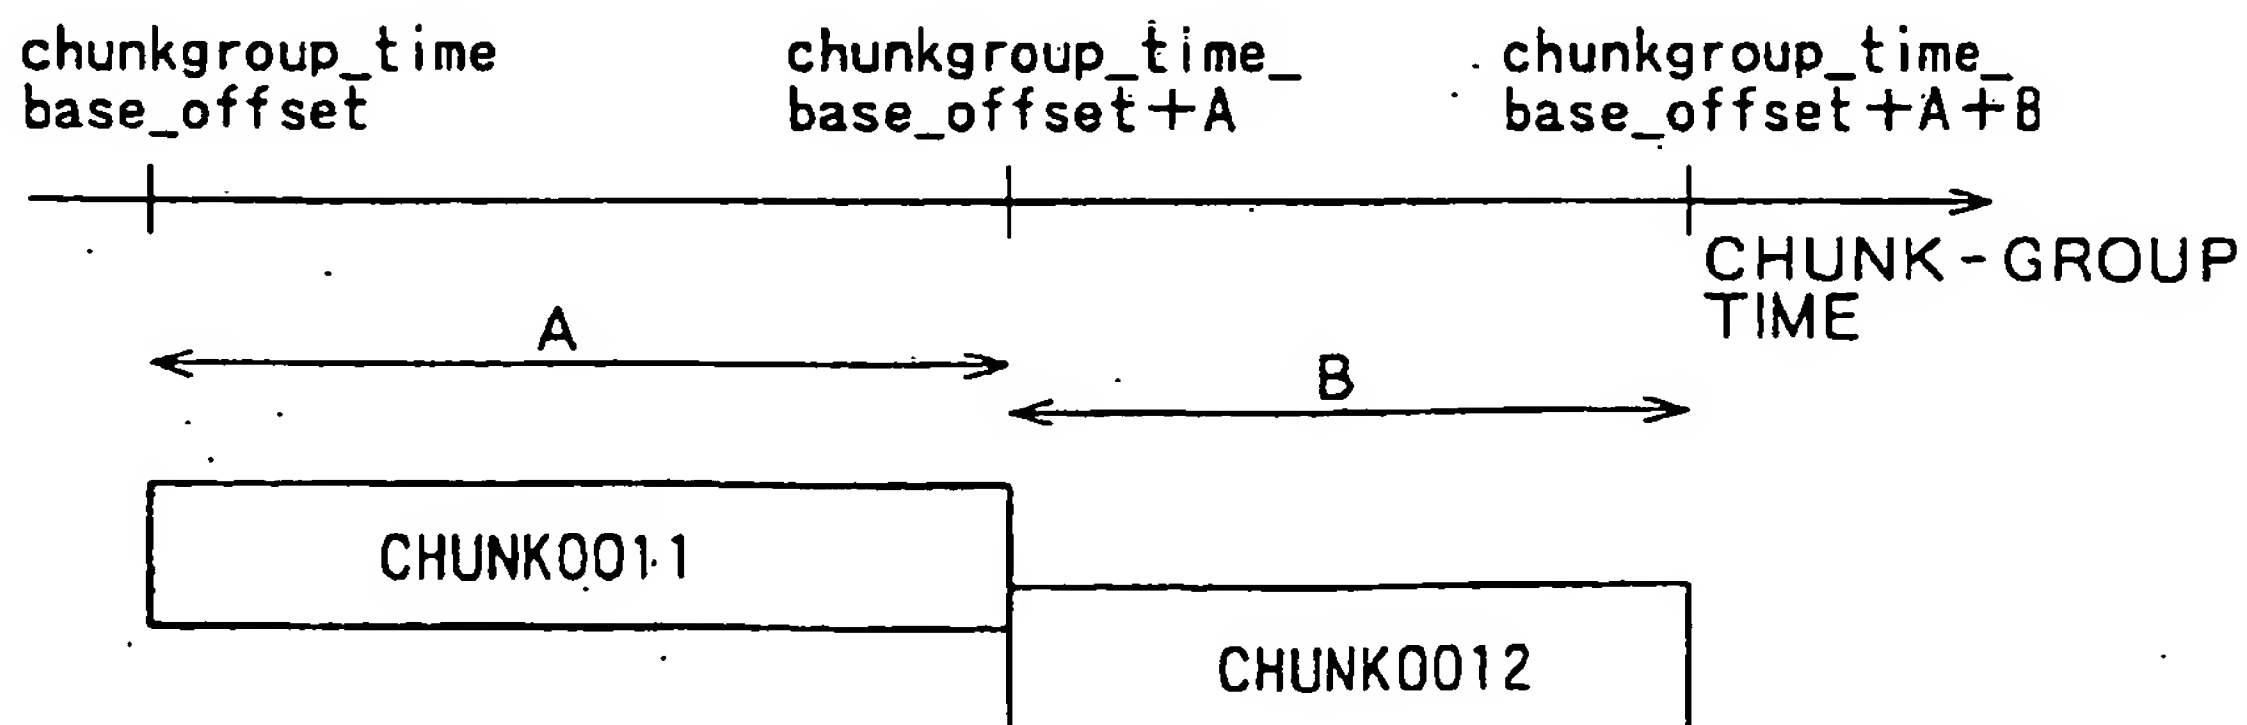 chunkgroup_time
base_offset
chunkgroup_time_
base_offset+A
chunkgroup_time_
base_offset+A+B
CHUNK-GROUP
TIME
A
B
CHUNK0011
CHUNK0012